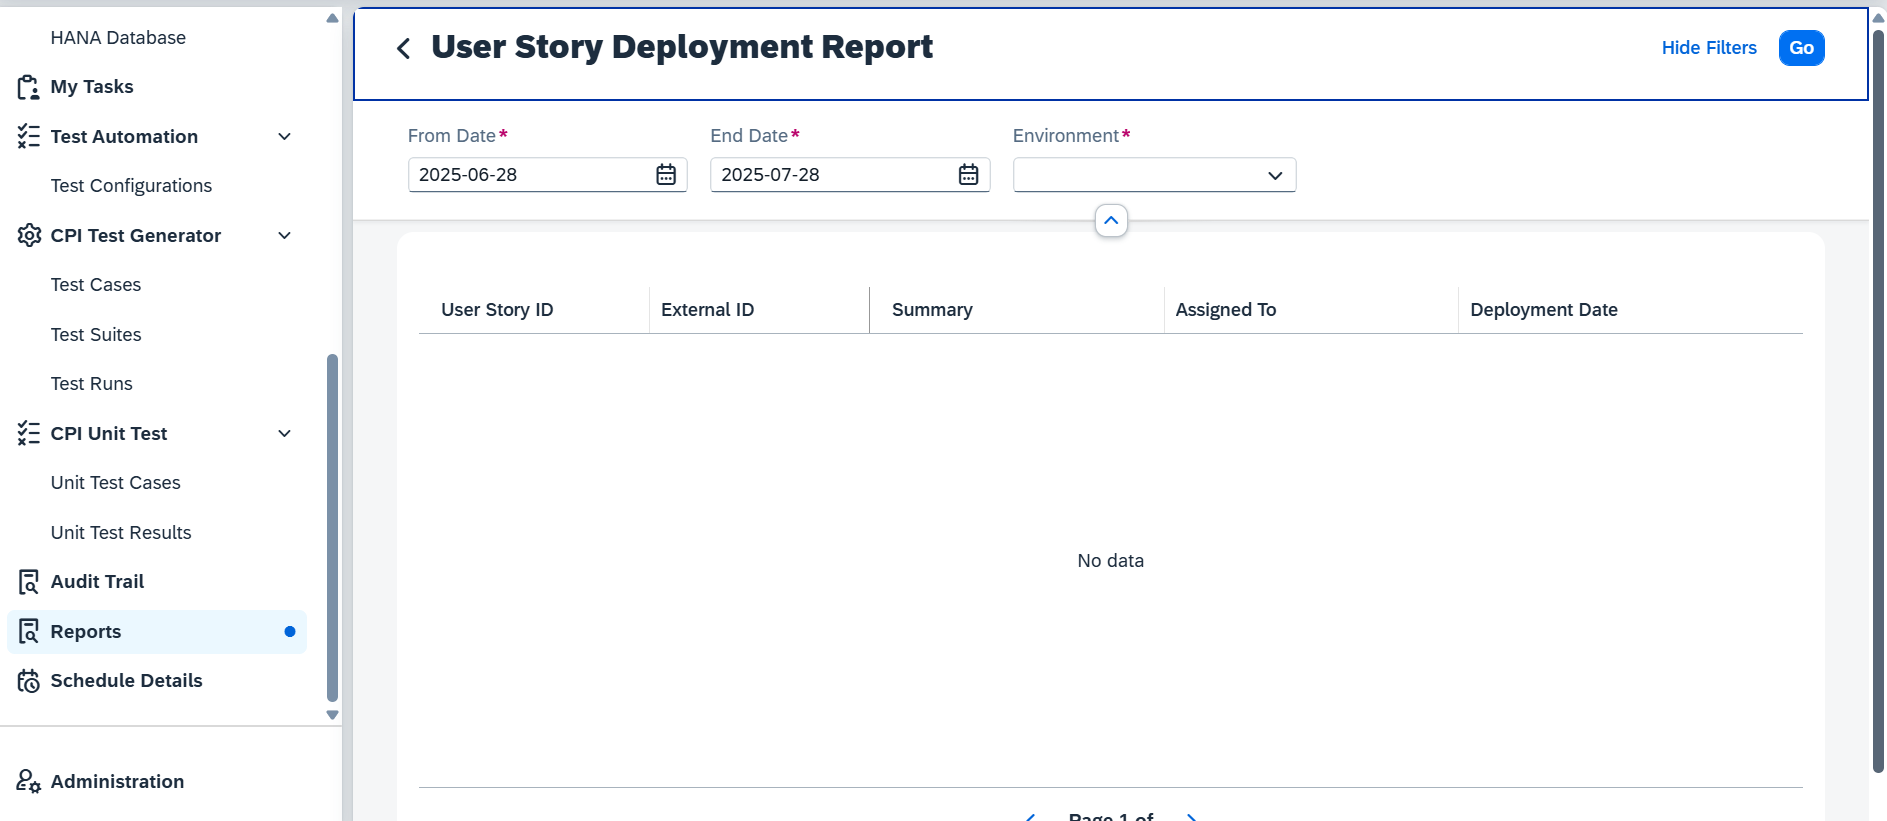 HANA Database
My Tasks
Test Automation
Test Configurations
CPI Test Generator
Test Cases
Test Suites
Test Runs
CPI Unit Test
Unit Test Cases
Unit Test Results
Audit Trail
Reports
Schedule Details
Administration
User Story Deployment Report
Hide Filters Go
From Date* End Date* Environment*
2025-06-28 2025-07-28
User Story ID External ID Summary Assigned To Deployment Date
No data
Page 1 of